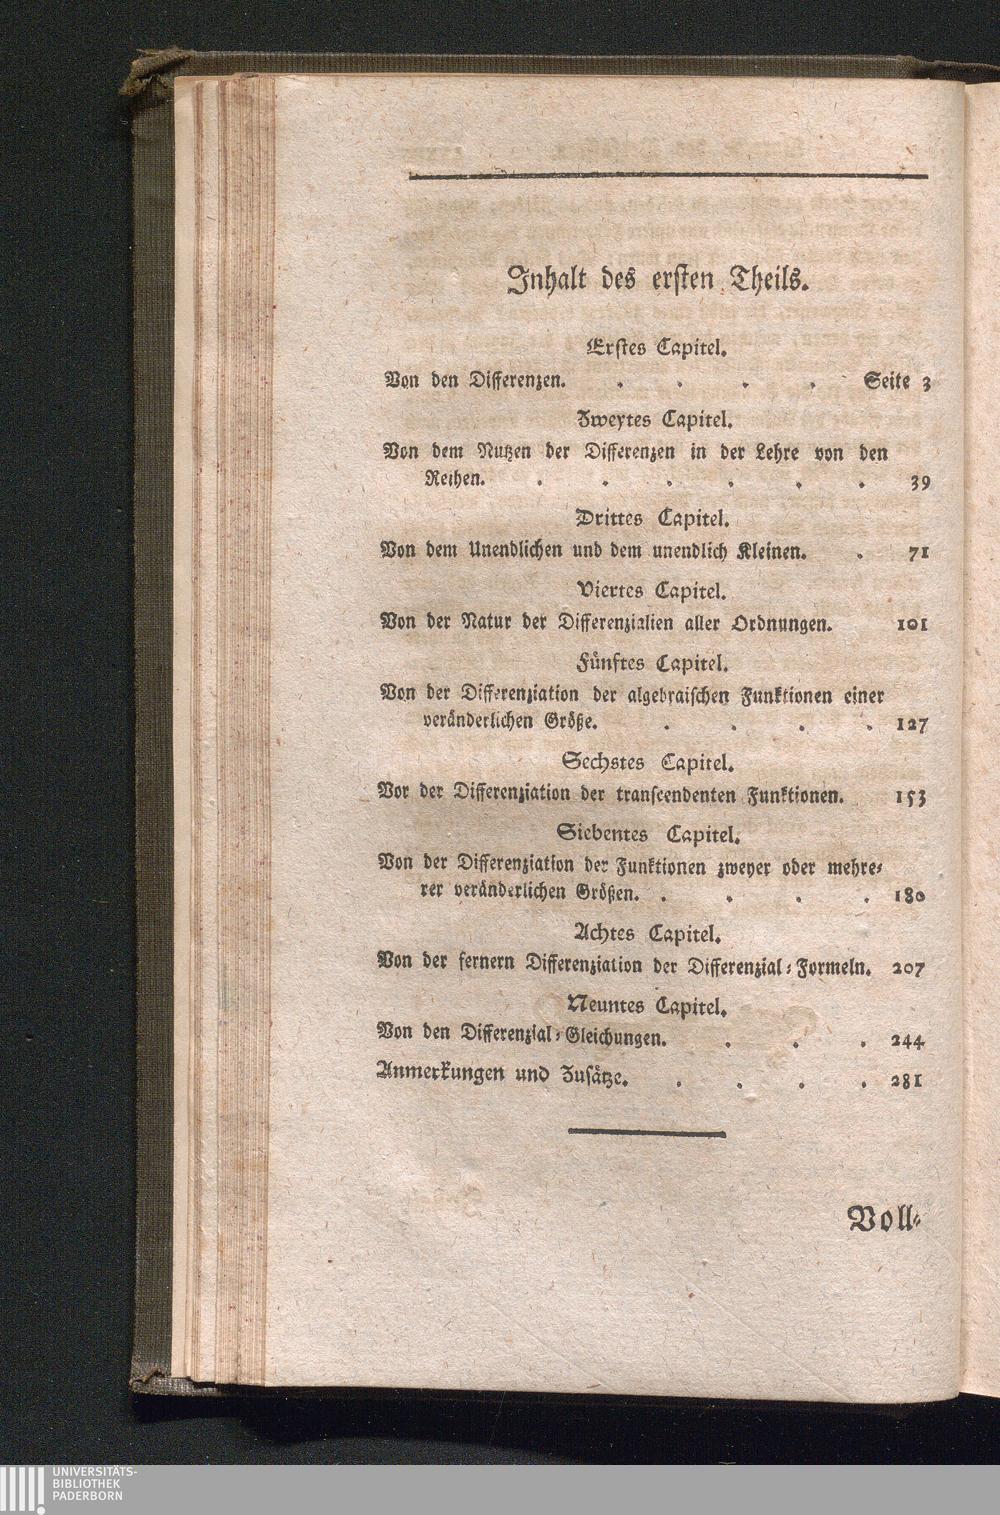 Inhalt des ersten Theils.
Erstes Capitel.
Von den Differenzen. . . . . Seite 3
Zweytes Capitel.
Von dem Nutzen der Differenzen in der Lehre von den
Reihen. . . . . . . 39
Drittes Capitel.
Von dem Unendlichen und dem unendlich Kleinen. . 71
Viertes Capitel.
Von der Natur der Differenzialien aller Ordnungen. 101
Fünftes Capitel.
Von der Differenziation der algebraischen Funktionen einer
veränderlichen Größe. . . . . 127
Sechstes Capitel.
Vor der Differenziation der transcendenten Funktionen. 153
Siebentes Capitel.
Von der Differenziation der Funktionen zweyer oder mehre-
rer veränderlichen Größen. . . . . 180
Achtes Capitel.
Von der fernern Differenziation der Differenzial-Formeln. 207
Neuntes Capitel.
Von den Differenzial-Gleichungen. . . . 244
Anmerkungen und Zusätze. . . . . 281
Voll-
UNIVERSITÄTS-
BIBLIOTHEK
PADERBORN